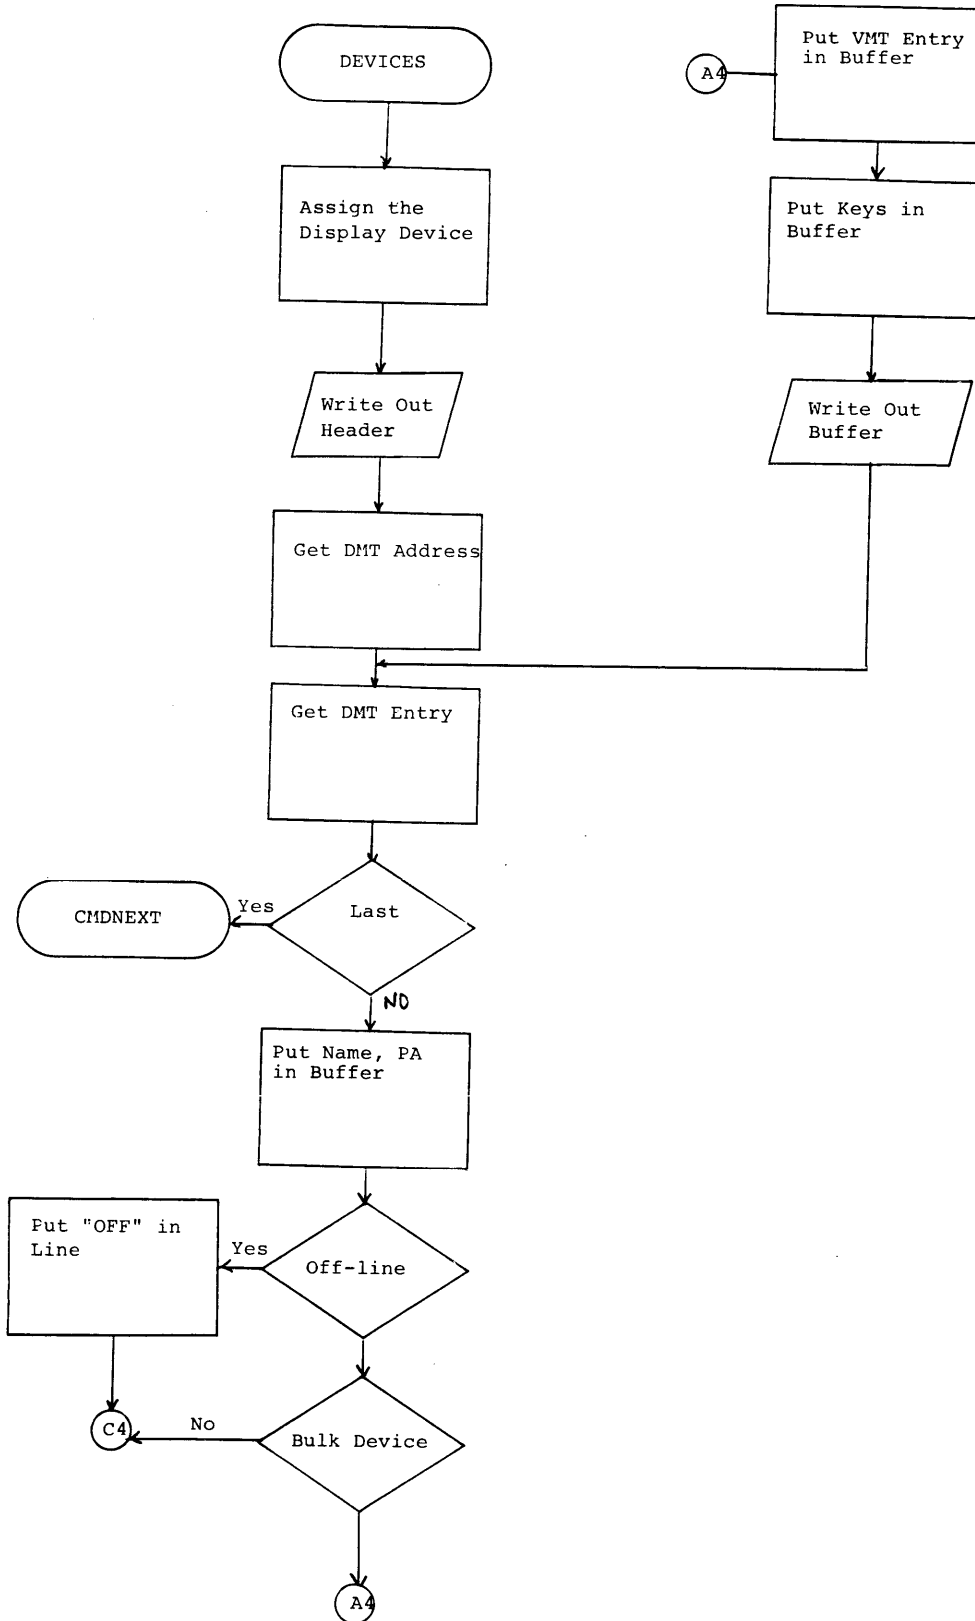 DEVICES
Assign the
Display Device
Write Out
Header
Get DMT Address
Get DMT Entry
Last
Yes
CMDNEXT
NO
Put Name, PA
in Buffer
Off-line
Yes
Put "OFF" in
Line
Bulk Device
No
C4
A4
A4
Put VMT Entry
in Buffer
Put Keys in
Buffer
Write Out
Buffer